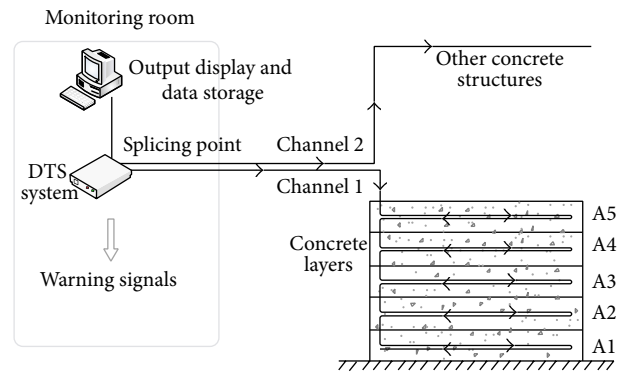 Monitoring room
Output display and
data storage
Splicing point
DTS
system
Warning signals
Channel 2
Channel 1
Other concrete
structures
Concrete
layers
A5
A4
A3
A2
A1